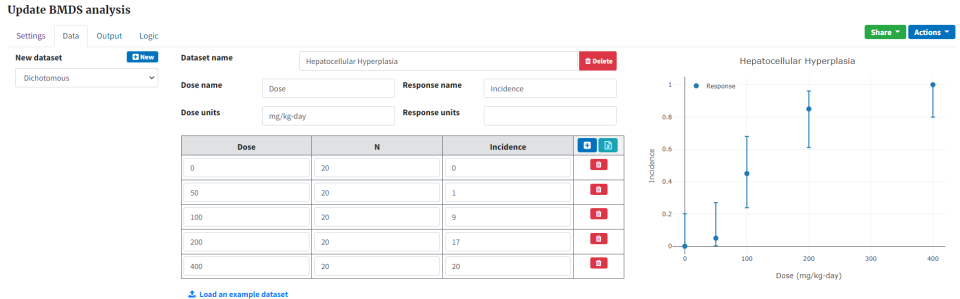 Update BMDS analysis
Settings Data Output Logic Share Actions
New dataset New
Dichotomous
Dataset name Hepatocellular Hyperplasia Delete
Dose name Dose Response name Incidence
Dose units mg/kg-day Response units
Dose N Incidence
0 20 0
50 20 1
100 20 9
200 20 17
400 20 20
Load an example dataset
Hepatocellular Hyperplasia
Response
1
0.8
0.6
0.4
0.2
0
Incidence
0 100 200 300 400
Dose (mg/kg-day)